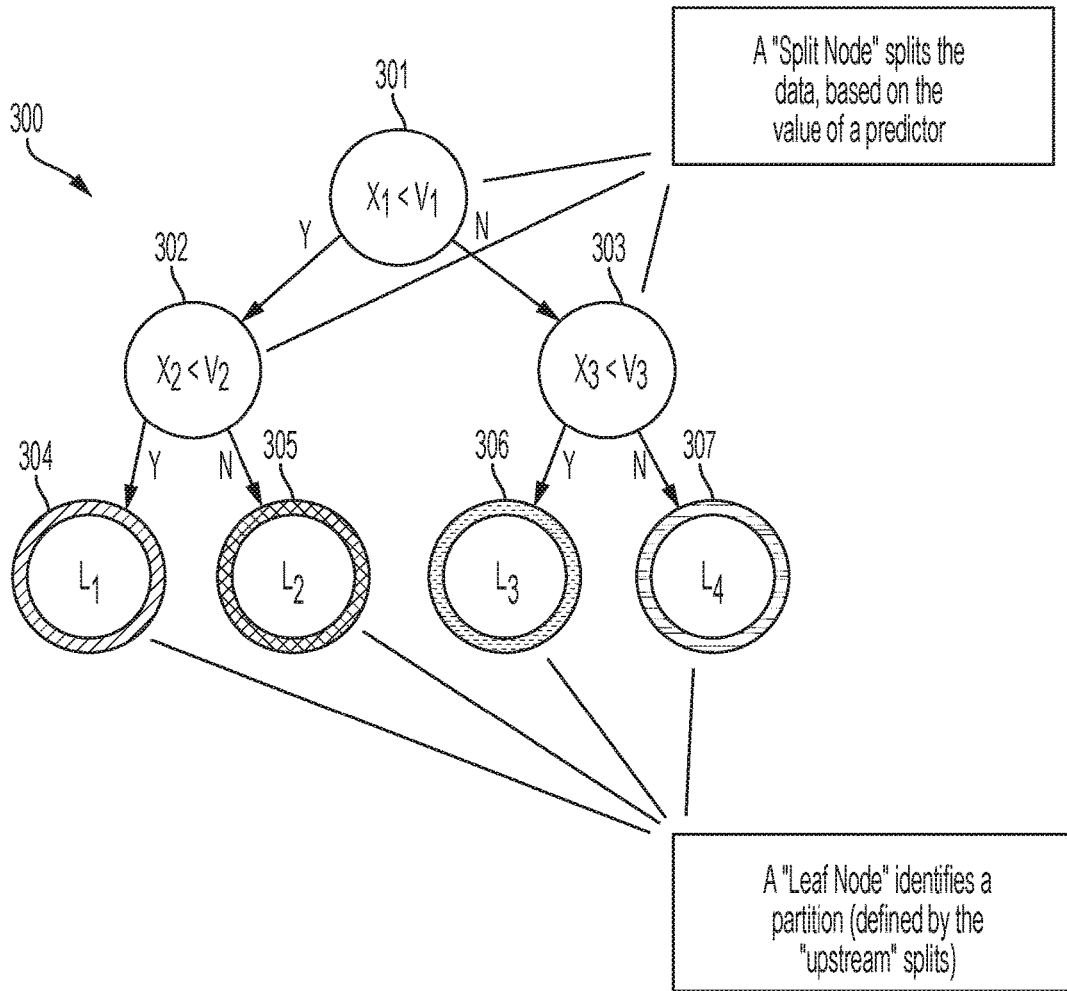 A "Split Node" splits the
data, based on the
value of a predictor
301
300
X1 < V1
Y
N
302
303
X2 < V2
X3 < V3
304
Y
N
305
306
Y
N
307
L1
L2
L3
L4
A "Leaf Node" identifies a
partition (defined by the
"upstream" splits)